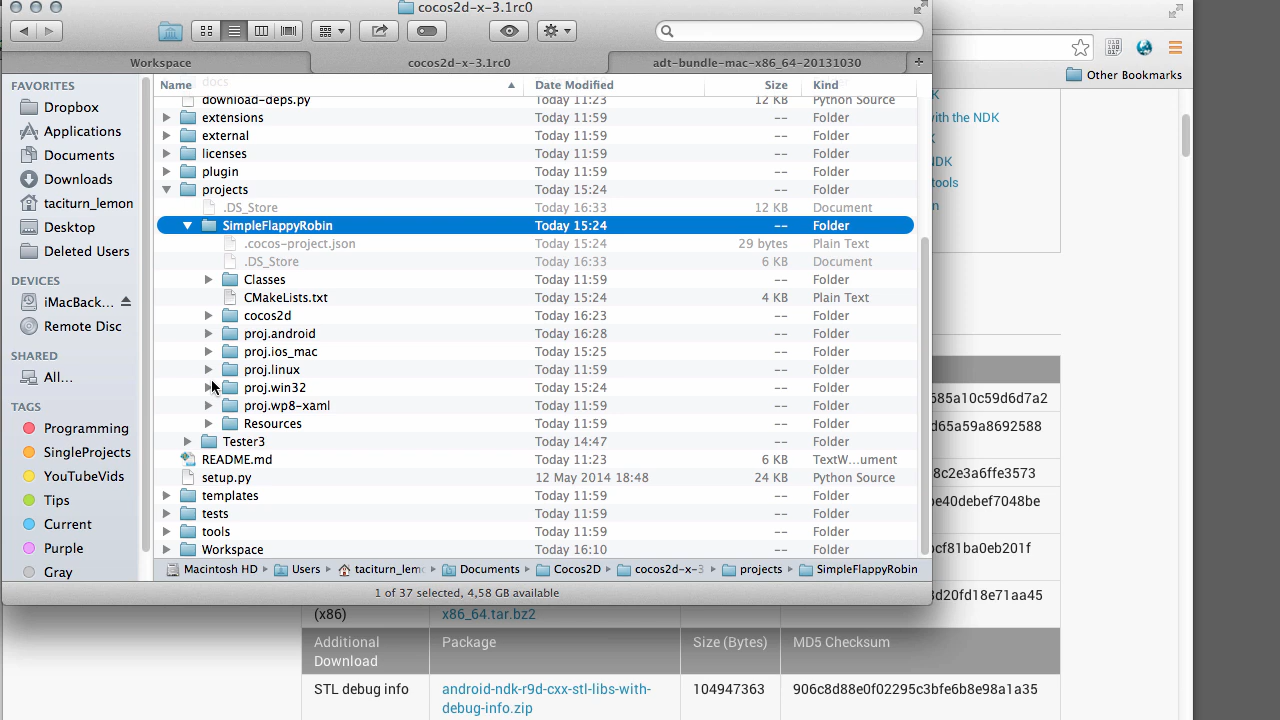 cocos2d-x-3.1rc0
Workspace
cocos2d-x-3.1rc0
adt-bundle-mac-x86_64-20131030
Other Bookmarks
FAVORITES
Dropbox
Applications
Documents
Downloads
taciturn_lemon
Desktop
Deleted Users
DEVICES
iMacBack...
Remote Disc
SHARED
All...
TAGS
Programming
SingleProjects
YouTubeVids
Tips
Current
Purple
Gray
Name Date Modified Size Kind
docs
download-deps.py Today 11:23 12 KB Python Source
extensions Today 11:59 -- Folder
external Today 11:59 -- Folder
licenses Today 11:59 -- Folder
plugin Today 11:59 -- Folder
projects Today 15:24 -- Folder
.DS_Store Today 16:33 12 KB Document
SimpleFlappyRobin Today 15:24 -- Folder
.cocos-project.json Today 15:24 29 bytes Plain Text
.DS_Store Today 16:33 6 KB Document
Classes Today 11:59 -- Folder
CMakeLists.txt Today 15:24 4 KB Plain Text
cocos2d Today 16:23 -- Folder
proj.android Today 16:28 -- Folder
proj.ios_mac Today 15:25 -- Folder
proj.linux Today 11:59 -- Folder
proj.win32 Today 15:24 -- Folder
proj.wp8-xaml Today 11:59 -- Folder
Resources Today 11:59 -- Folder
Tester3 Today 14:47 -- Folder
README.md Today 11:23 6 KB TextW...ument
setup.py 12 May 2014 18:48 24 KB Python Source
templates Today 11:59 -- Folder
tests Today 11:59 -- Folder
tools Today 11:59 -- Folder
Workspace Today 16:10 -- Folder
Macintosh HD Users taciturn_lem Documents Cocos2D cocos2d-x-3 projects SimpleFlappyRobin
1 of 37 selected, 4,58 GB available
K
with the NDK
K
NDK
tools
n
685a10c59d6d7a2
d65a59a8692588
8c2e3a6ffe3573
be40debef7048be
bcf81ba0eb201f
8d20fd18e71aa45
(x86) x86_64.tar.bz2
Additional Download Package Size (Bytes) MD5 Checksum
STL debug info android-ndk-r9d-cxx-stl-libs-with-debug-info.zip 104947363 906c8d88e0f02295c3bfe6b8e98a1a35